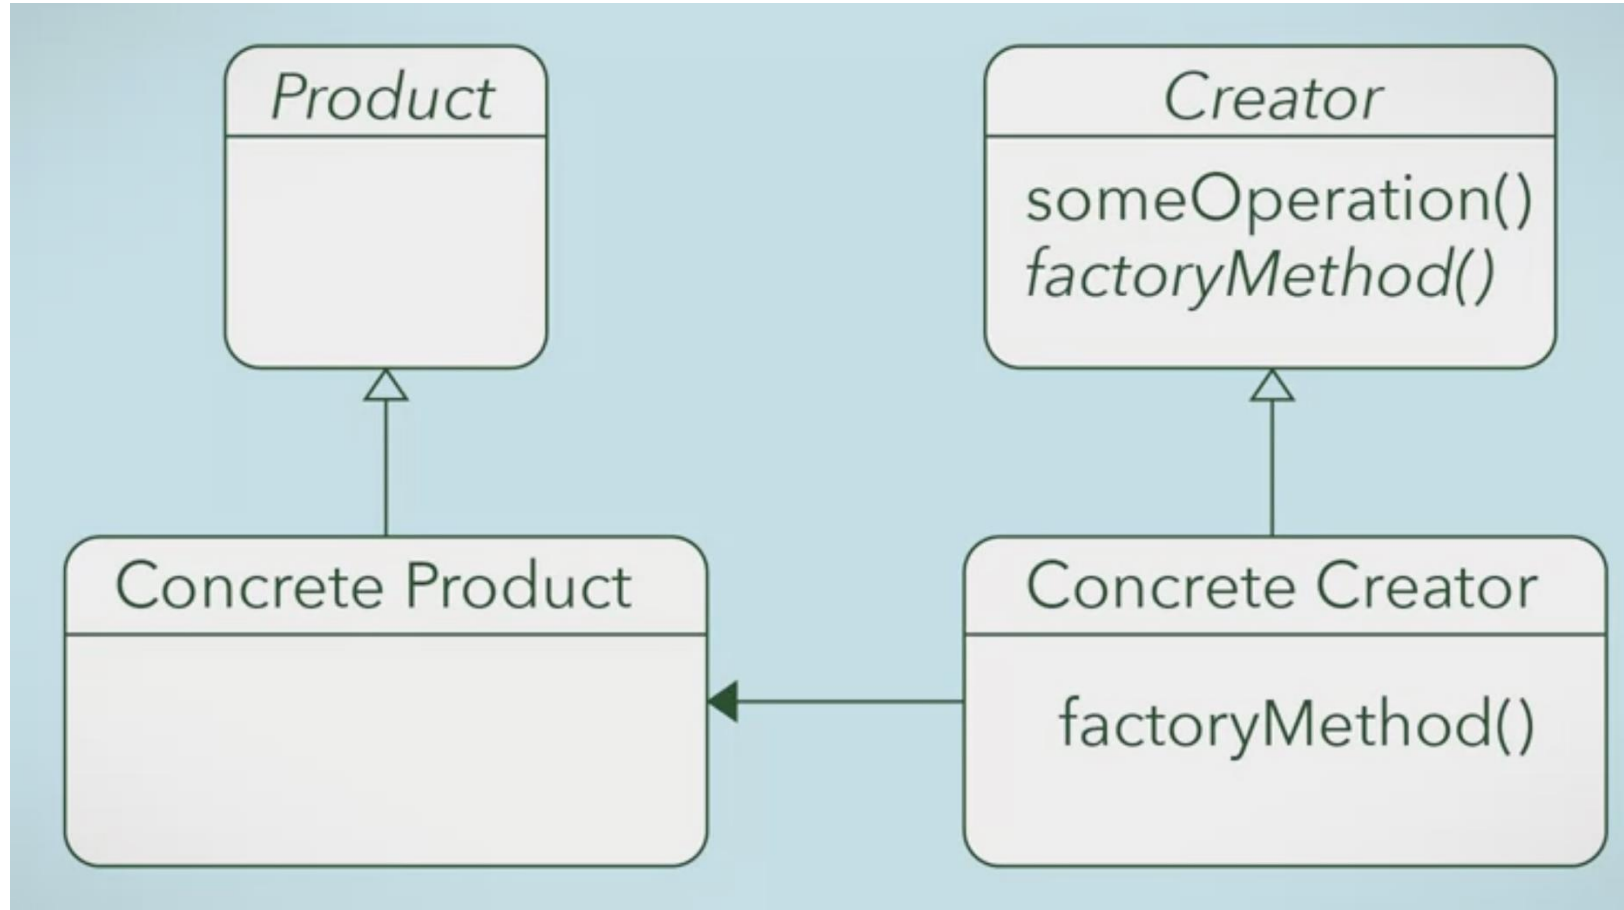 Product
Creator
someOperation()
factoryMethod()
Concrete Product
Concrete Creator
factoryMethod()